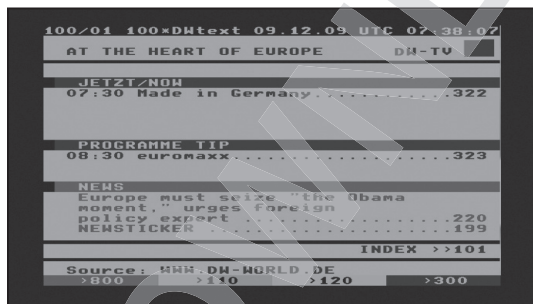 100/01 100*DWtext 09.12.09 UTC 07:38:07
AT THE HEART OF EUROPE DW-TV
JETZT/NOW
07:30 Made in Germany............322
PROGRAMME TIP
08:30 euromaxx...................323
NEWS
Europe must seize "the Obama
moment," urges foreign
policy expert ...................220
NEWSTICKER.......................199
INDEX >>101
Source: WWW.DW-WORLD.DE
>800 >110 >120 >300